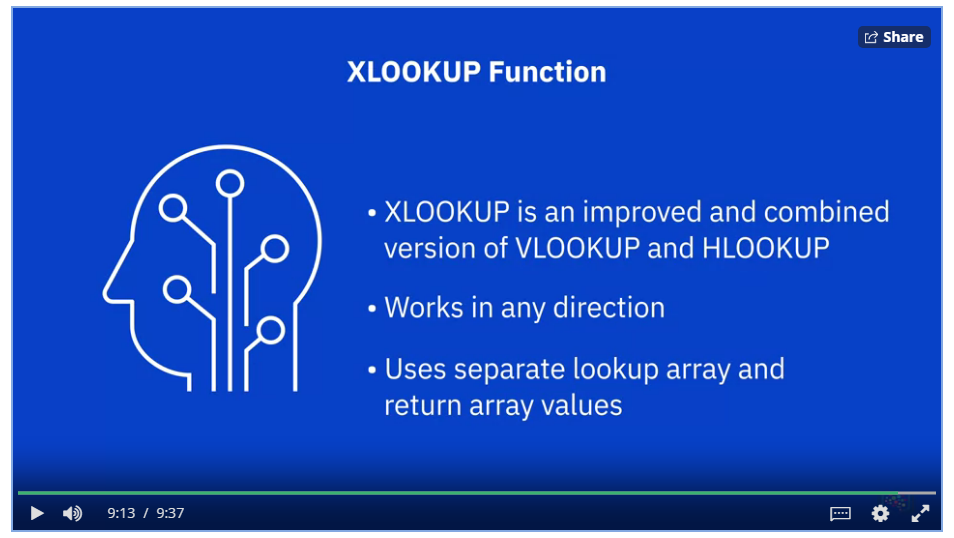 Share
XLOOKUP Function
• XLOOKUP is an improved and combined
version of VLOOKUP and HLOOKUP
• Works in any direction
• Uses separate lookup array and
return array values
9:13 / 9:37